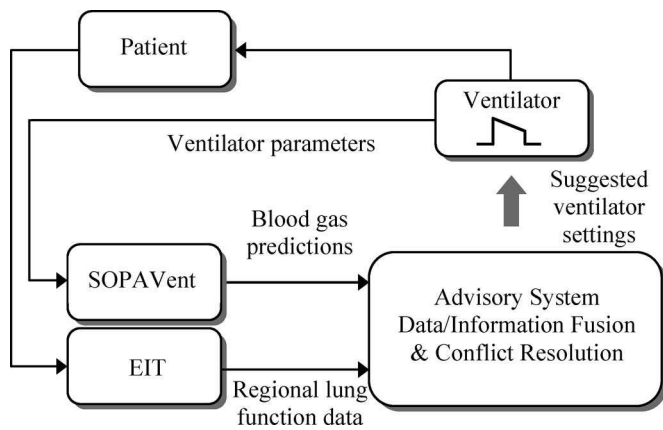 Patient
Ventilator
Ventilator parameters
Suggested
ventilator
settings
Blood gas
predictions
SOPAVent
Advisory System
Data/Information Fusion
& Conflict Resolution
EIT
Regional lung
function data